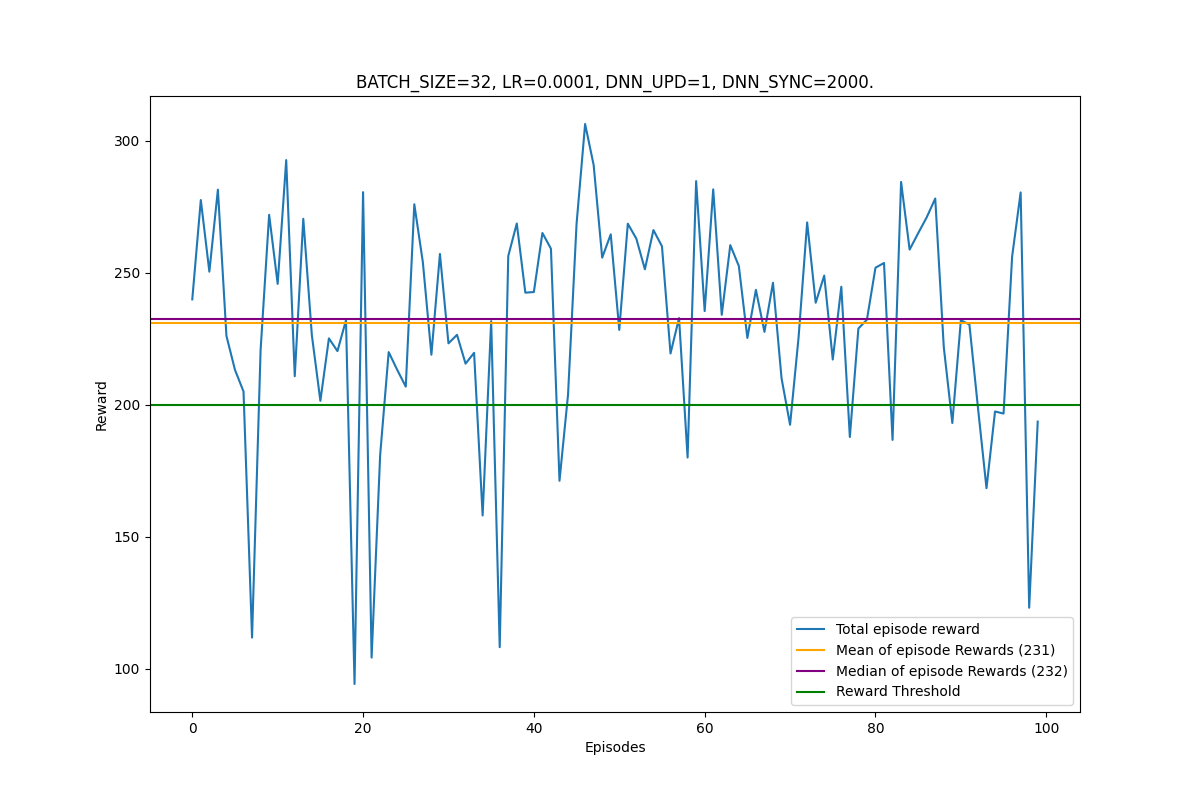 BATCH_SIZE=32, LR=0.0001, DNN_UPD=1, DNN_SYNC=2000.
300
250
200
150
100
Reward
0 20 40 60 80 100
Episodes
Total episode reward
Mean of episode Rewards (231)
Median of episode Rewards (232)
Reward Threshold